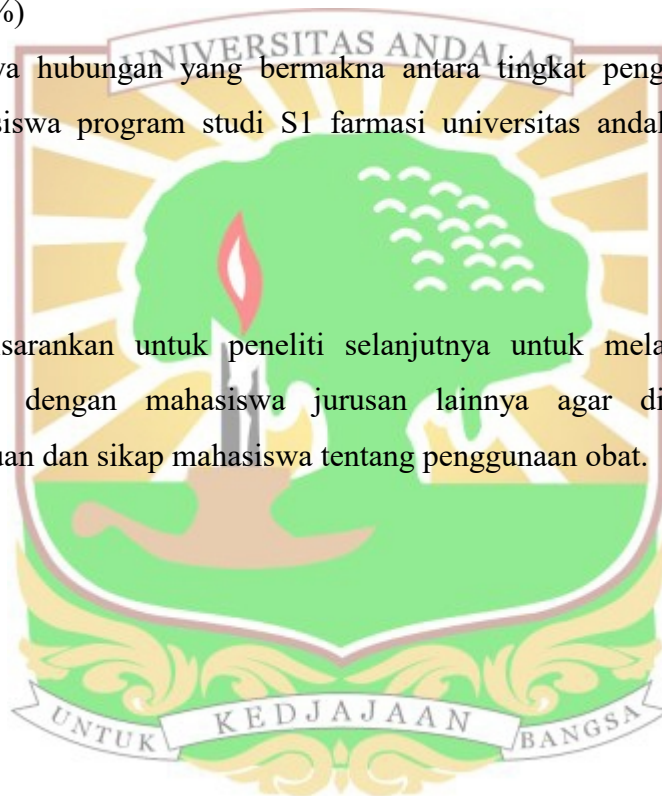 %)
UNIVERSITAS ANDALAS
ya hubungan yang bermakna antara tingkat peng
siswa program studi S1 farmasi universitas andal
sarankan untuk peneliti selanjutnya untuk mela
dengan mahasiswa jurusan lainnya agar di
uan dan sikap mahasiswa tentang penggunaan obat.
UNTUK KEDJAJAAN BANGSA